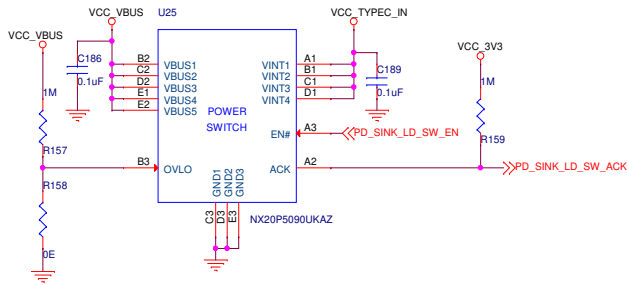 VCC_VBUS
U25
VCC_TYPEC_IN
VCC_VBUS
VCC_3V3
C186
0.1uF
B2
C2
D2
E1
E2
VBUS1
VBUS2
VBUS3
VBUS4
VBUS5
POWER
SWITCH
VINT1
VINT2
VINT3
VINT4
A1
B1
C1
D1
C189
0.1uF
1M
R157
1M
R159
EN#
A3
PD_SINK_LD_SW_EN
B3
OVLO
ACK
A2
PD_SINK_LD_SW_ACK
R158
0E
GND1
GND2
GND3
C3
D3
E3
NX20P5090UKAZ